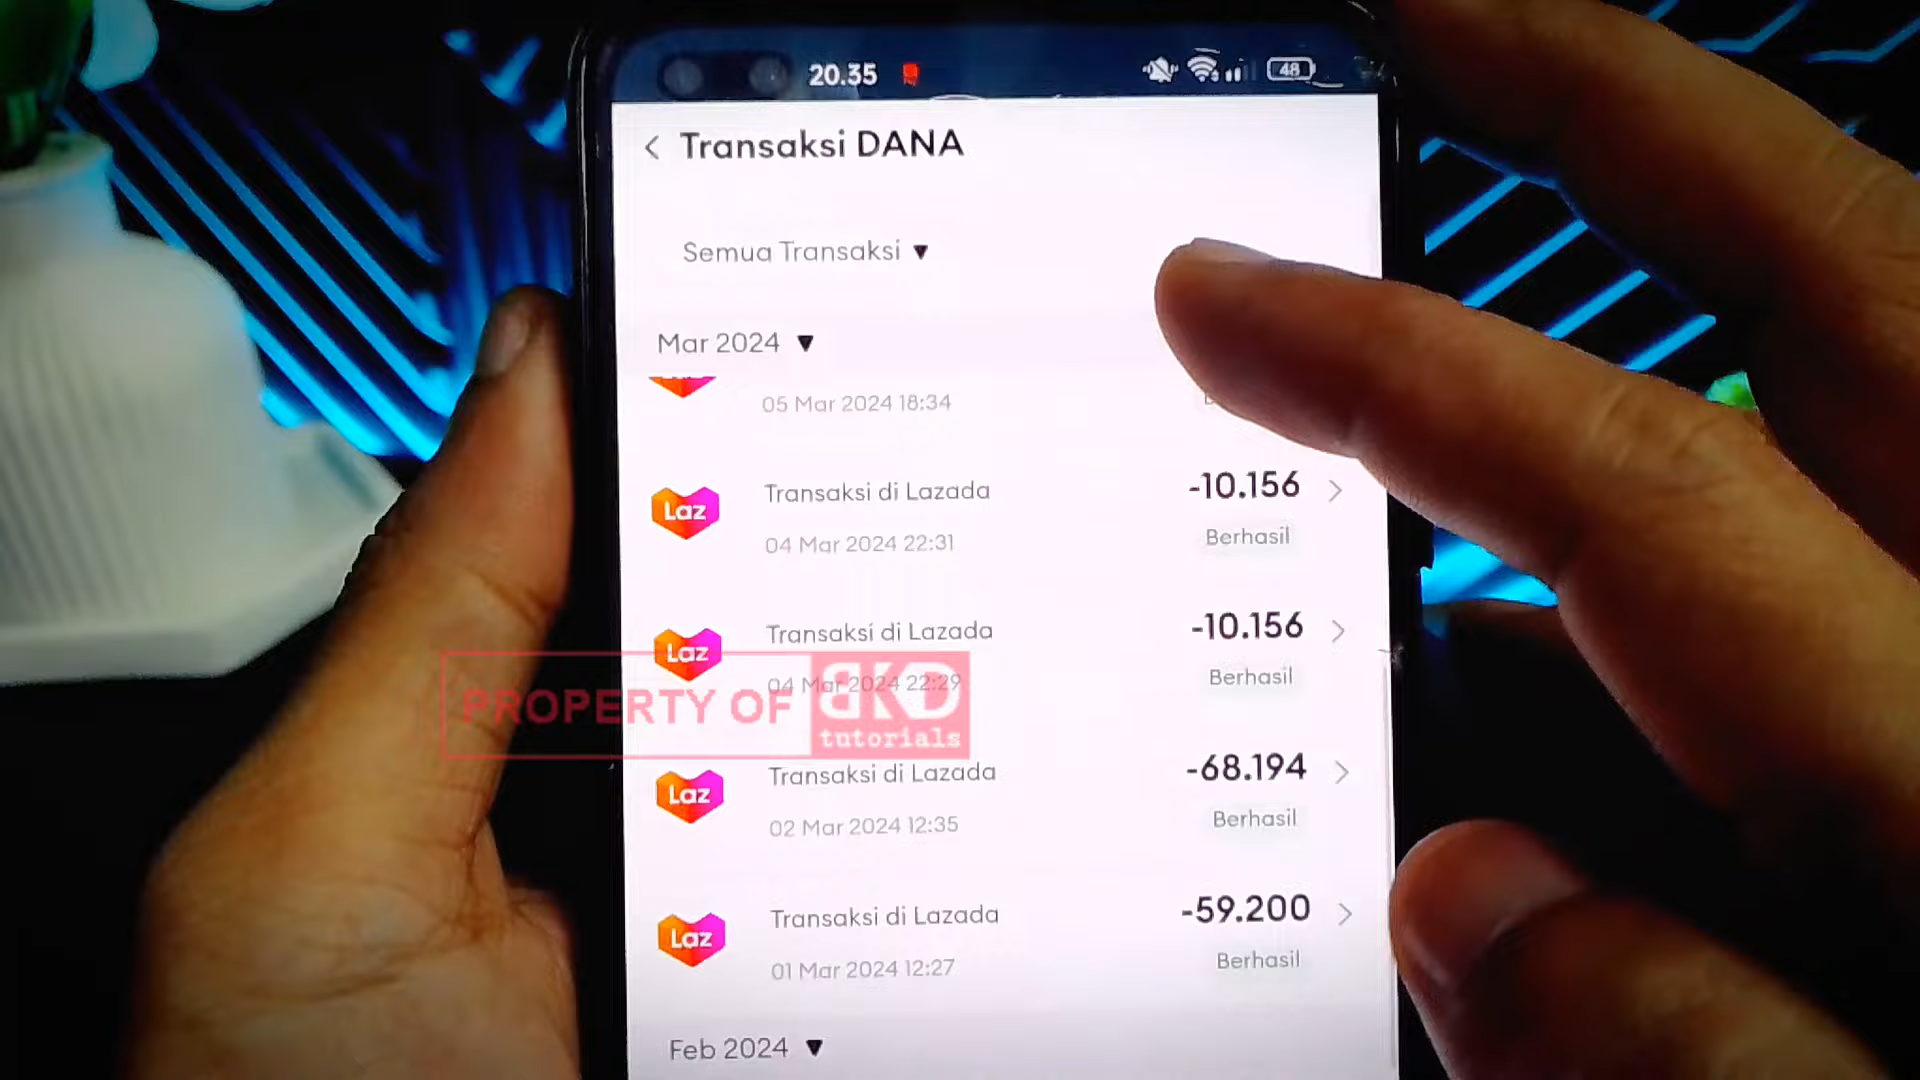 20.35
48
Transaksi DANA
Semua Transaksi
Mar 2024
05 Mar 2024 18:34
Laz
Transaksi di Lazada
-10.156
04 Mar 2024 22:31
Berhasil
Laz
Transaksi di Lazada
-10.156
04 Mar 2024 22:29
Berhasil
PROPERTY OF BKD
tutorials
Laz
Transaksi di Lazada
-68.194
02 Mar 2024 12:35
Berhasil
Laz
Transaksi di Lazada
-59.200
01 Mar 2024 12:27
Berhasil
Feb 2024